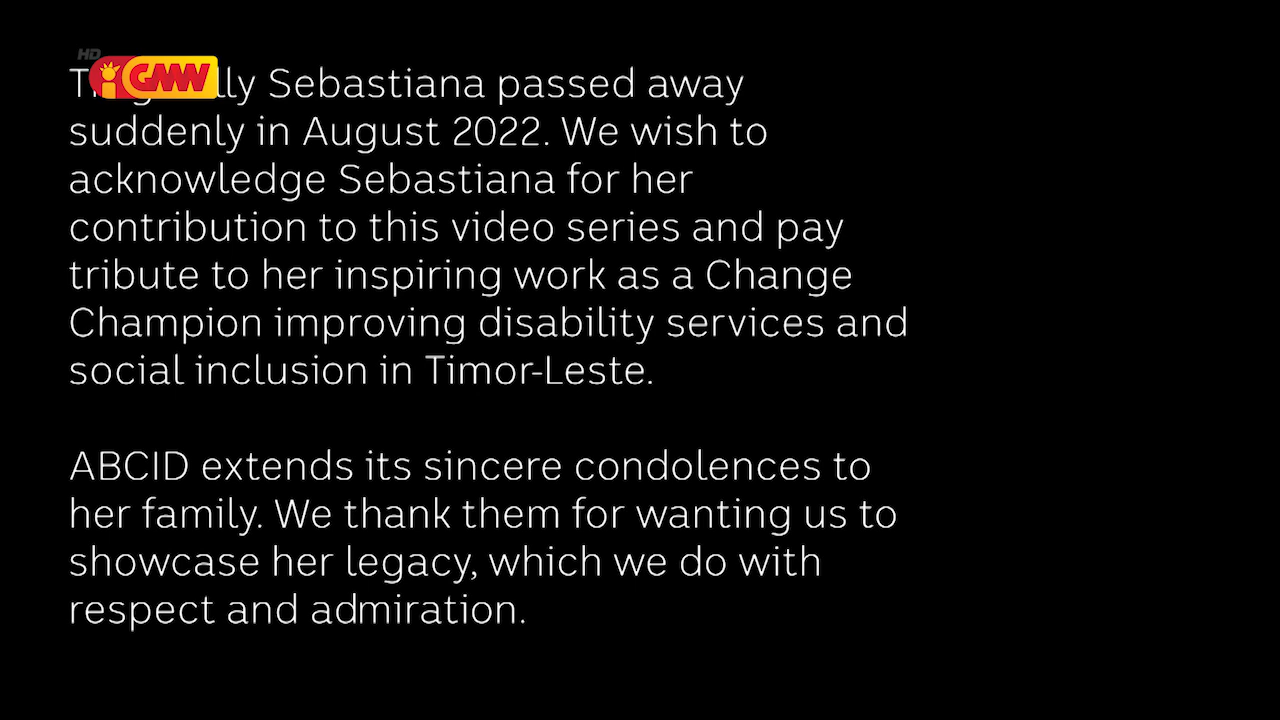 HD
GMW
Sebastiana passed away
suddenly in August 2022. We wish to
acknowledge Sebastiana for her
contribution to this video series and pay
tribute to her inspiring work as a Change
Champion improving disability services and
social inclusion in Timor-Leste.
ABCID extends its sincere condolences to
her family. We thank them for wanting us to
showcase her legacy, which we do with
respect and admiration.